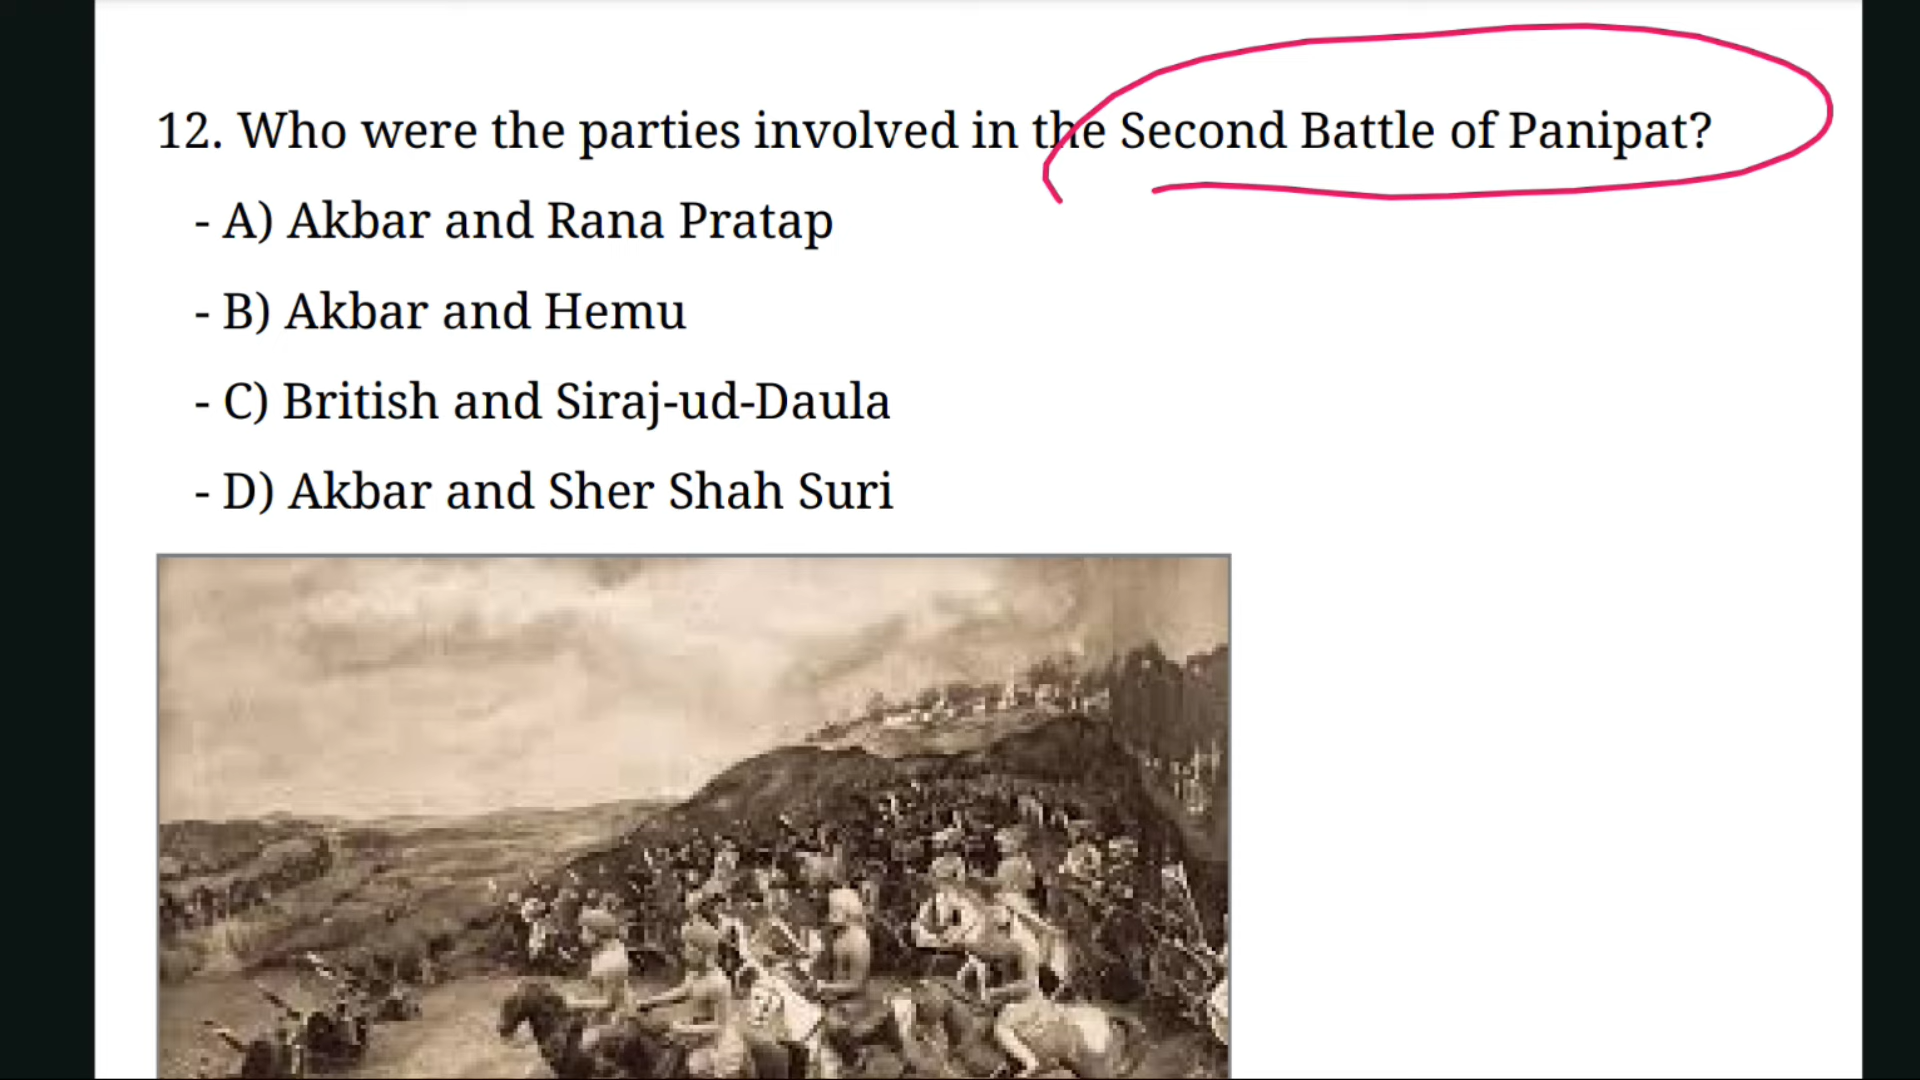 12. Who were the parties involved in the Second Battle of Panipat?
- A) Akbar and Rana Pratap
- B) Akbar and Hemu
- C) British and Siraj-ud-Daula
- D) Akbar and Sher Shah Suri